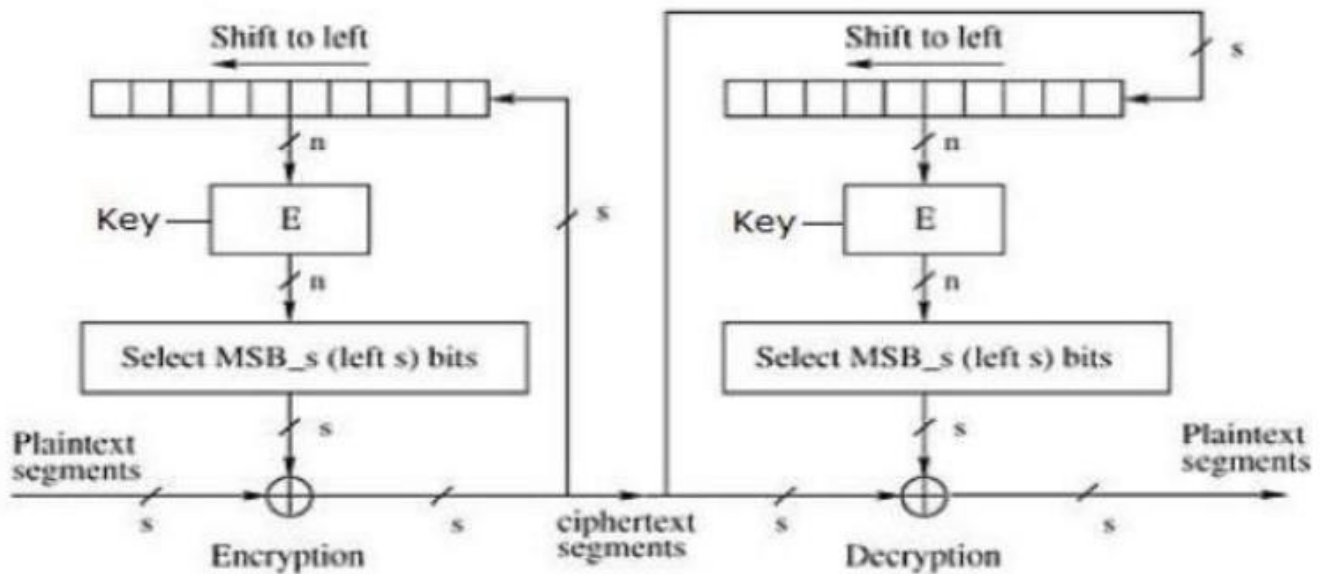 Shift to left
Shift to left
s
n
n
Key
E
s
Key
E
n
n
Select MSB_s (left s) bits
Select MSB_s (left s) bits
s
s
Plaintext
segments
Plaintext
segments
s
s
ciphertext
segments
s
s
Encryption
Decryption